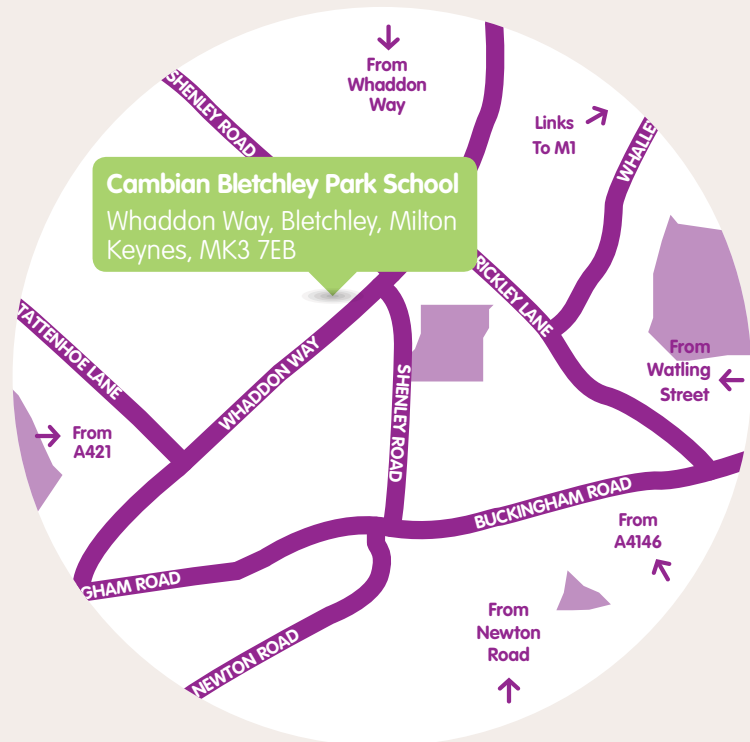 From
Whaddon
Way
SHENLEY ROAD
Links
To M1
WHALLE
Cambian Bletchley Park School
Whaddon Way, Bletchley, Milton
Keynes, MK3 7EB
RICKLEY LANE
TATTENHOE LANE
WHADDON WAY
SHENLEY ROAD
From
Watling
Street
From
A421
BUCKINGHAM ROAD
From
A4146
GHAM ROAD
From
Newton
Road
NEWTON ROAD